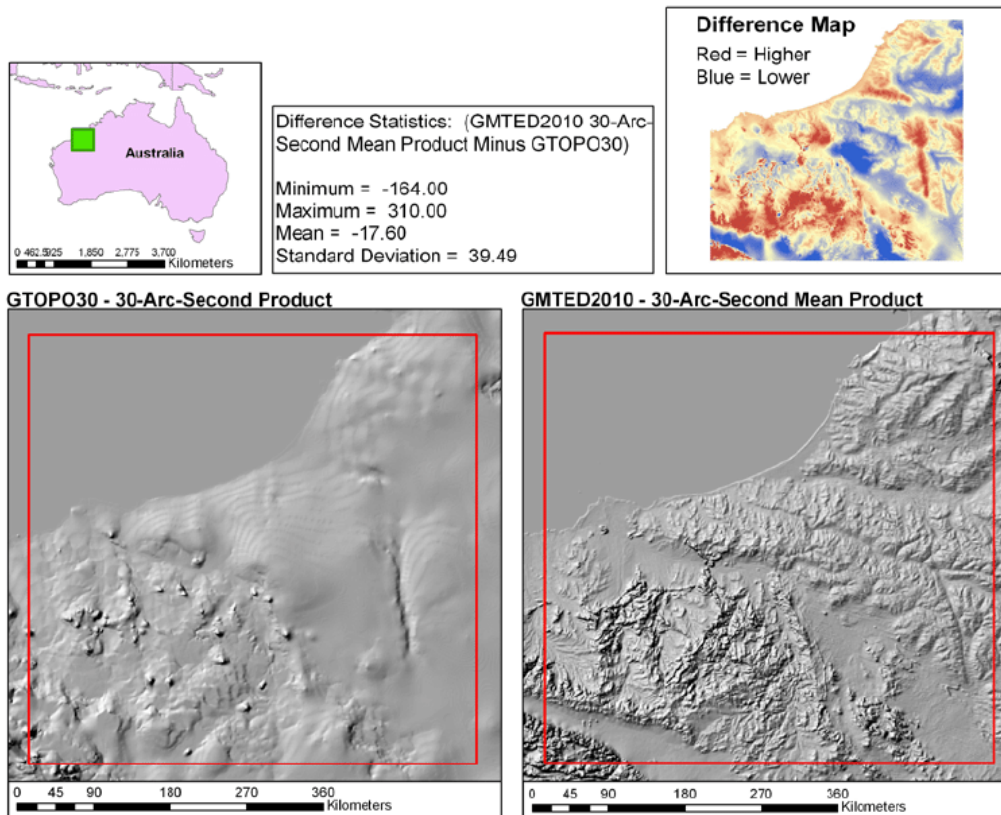 Australia
0 462.5925 1,850 2,775 3,700
Kilometers
Difference Statistics: (GMTED2010 30-Arc-
Second Mean Product Minus GTOPO30)
Minimum = -164.00
Maximum = 310.00
Mean = -17.60
Standard Deviation = 39.49
Difference Map
Red = Higher
Blue = Lower
GTOPO30 - 30-Arc-Second Product
0 45 90 180 270 360
Kilometers
GMTED2010 - 30-Arc-Second Mean Product
0 45 90 180 270 360
Kilometers